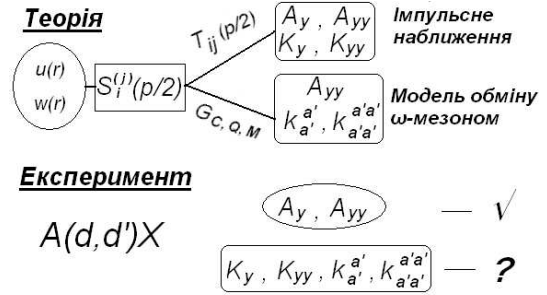 Теорія
u(r)
w(r)
S_i^(j)(p/2)
T_ij(p/2)
G_C, Q, M
A_y , A_yy
K_y , K_yy
Імпульсне
наближення
A_yy
k_a'^a' , k_a'a'^a'a'
Модель обміну
ω-мезоном
Експеримент
A(d,d')X
A_y , A_yy — √
K_y , K_yy , k_a'^a' , k_a'a'^a'a' — ?